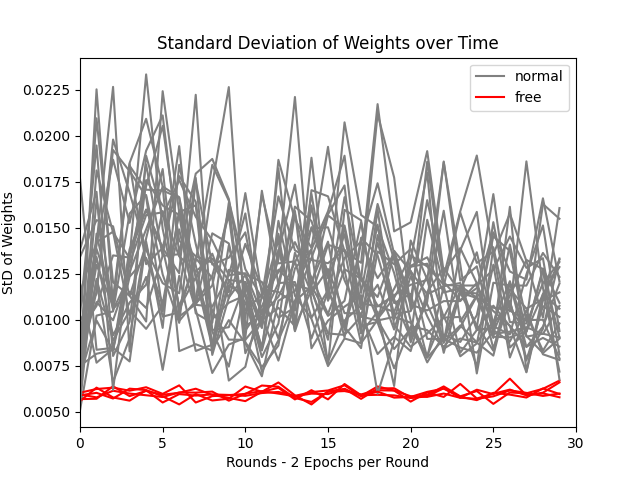 Standard Deviation of Weights over Time
normal
free
StD of Weights
0.0225
0.0200
0.0175
0.0150
0.0125
0.0100
0.0075
0.0050
0 5 10 15 20 25 30
Rounds - 2 Epochs per Round